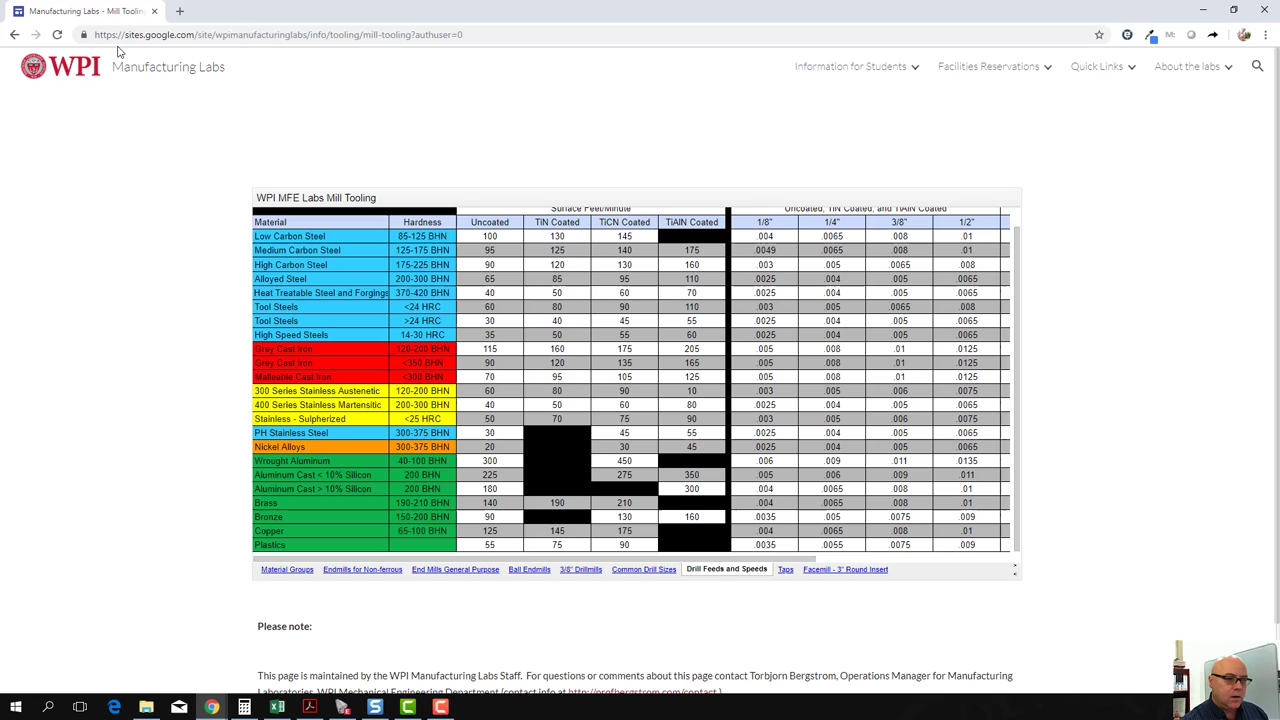 Manufacturing Labs - Mill Tooling
https://sites.google.com/site/wpimanufacturinglabs/info/tooling/mill-tooling?authuser=0
WPI Manufacturing Labs Information for Students Facilities Reservations Quick Links About the labs
WPI MFE Labs Mill Tooling
Surface Feet/Minute Uncoated, TiN Coated, and TiAlN Coated
Material Hardness Uncoated TiN Coated TiCN Coated TiAlN Coated 1/8" 1/4" 3/8" 1/2"
Low Carbon Steel 85-125 BHN 100 130 145 .004 .0065 .008 .01
Medium Carbon Steel 125-175 BHN 95 125 140 175 .0049 .0065 .008 .01
High Carbon Steel 175-225 BHN 90 120 130 160 .003 .005 .0065 .008
Alloyed Steel 200-300 BHN 65 85 95 110 .0025 .004 .005 .0065
Heat Treatable Steel and Forgings 370-420 BHN 40 50 60 70 .0025 .004 .005 .0065
Tool Steels <24 HRC 60 80 90 110 .003 .005 .0065 .008
Tool Steels >24 HRC 30 40 45 55 .0025 .004 .005 .0065
High Speed Steels 14-30 HRC 35 50 55 60 .0025 .004 .005 .0065
Grey Cast Iron 120-200 BHN 115 160 175 205 .005 .008 .01 .0125
Grey Cast Iron <350 BHN 90 120 135 165 .005 .008 .01 .0125
Malleable Cast Iron <300 BHN 70 95 105 125 .005 .008 .01 .0125
300 Series Stainless Austenetic 120-200 BHN 60 80 90 10 .003 .005 .006 .0075
400 Series Stainless Martensitic 200-300 BHN 40 50 60 80 .0025 .004 .005 .0065
Stainless - Sulpherized <25 HRC 50 70 75 90 .003 .005 .006 .0075
PH Stainless Steel 300-375 BHN 30 45 55 .0025 .004 .005 .0065
Nickel Alloys 300-375 BHN 20 30 45 .0025 .004 .005 .0065
Wrought Aluminum 40-100 BHN 300 450 .006 .009 .011 .0135
Aluminum Cast < 10% Silicon 200 BHN 225 275 350 .005 .006 .009 .011
Aluminum Cast > 10% Silicon 200 BHN 180 300 .004 .0065 .008 .01
Brass 190-210 BHN 140 190 210 .004 .0065 .008 .01
Bronze 150-200 BHN 90 130 160 .0035 .005 .0075 .009
Copper 65-100 BHN 125 145 175 .004 .0065 .008 .01
Plastics 55 75 90 .0035 .0055 .0075 .009
Material Groups Endmills for Non-ferrous End Mills General Purpose Ball Endmills 3/8" Drillmills Common Drill Sizes Drill Feeds and Speeds Taps Facemill - 3" Round Insert
Please note:
This page is maintained by the WPI Manufacturing Labs Staff. For questions or comments about this page contact Torbjorn Bergstrom, Operations Manager for Manufacturing
Laboratories, WPI Mechanical Engineering Department (contact info at http://profbergstrom.com/contact )